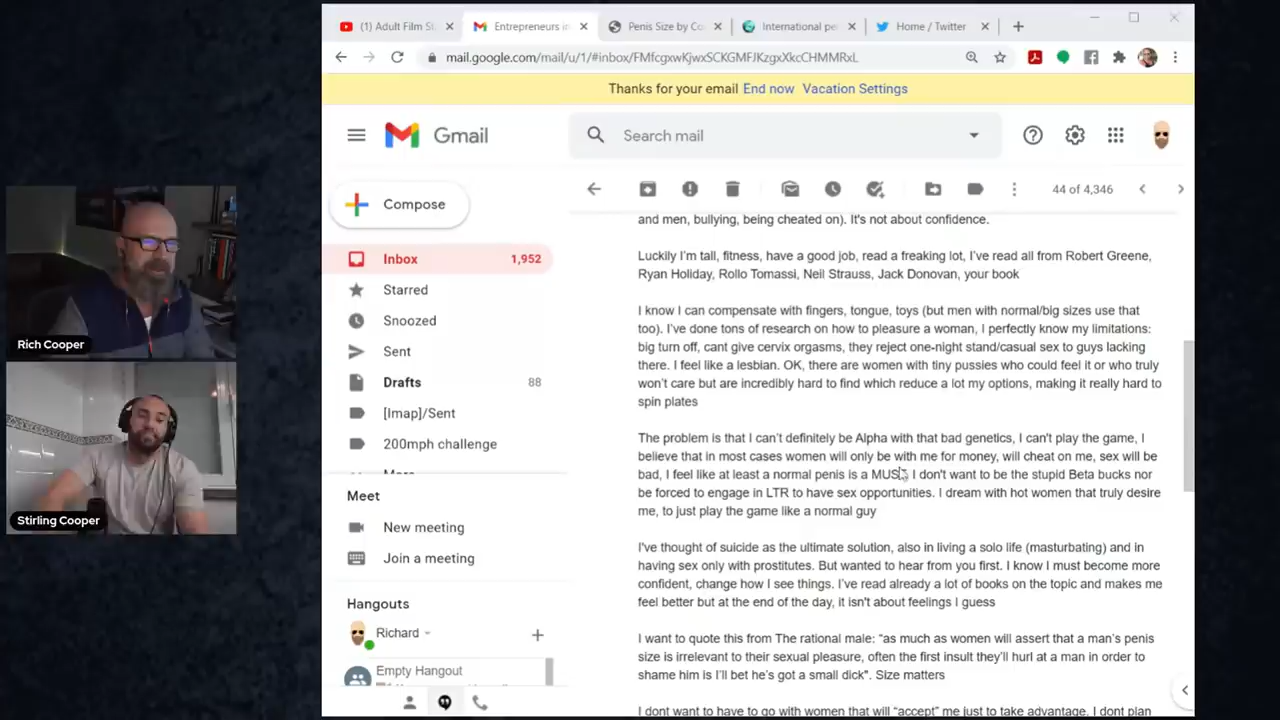 (1) Adult Film S
Entrepreneurs i
Penis Size by Co
International pe
Home / Twitter
mail.google.com/mail/u/1/#inbox/FMfcgxwKjwxSCKGMFJKzgxXkcCHMMRxL
Thanks for your email End now Vacation Settings
Gmail
Search mail
Compose
44 of 4,346
Inbox 1,952
Starred
Snoozed
Sent
Drafts 88
[Imap]/Sent
200mph challenge
Meet
New meeting
Join a meeting
Hangouts
Richard
Empty Hangout
and men, bullying, being cheated on). It's not about confidence.
Luckily I'm tall, fitness, have a good job, read a freaking lot, I've read all from Robert Greene,
Ryan Holiday, Rollo Tomassi, Neil Strauss, Jack Donovan, your book
I know I can compensate with fingers, tongue, toys (but men with normal/big sizes use that
too). I've done tons of research on how to pleasure a woman, I perfectly know my limitations:
big turn off, cant give cervix orgasms, they reject one-night stand/casual sex to guys lacking
there. I feel like a lesbian. OK, there are women with tiny pussies who could feel it or who truly
won't care but are incredibly hard to find which reduce a lot my options, making it really hard to
spin plates
The problem is that I can't definitely be Alpha with that bad genetics, I can't play the game, I
believe that in most cases women will only be with me for money, will cheat on me, sex will be
bad, I feel like at least a normal penis is a MUST. I don't want to be the stupid Beta bucks nor
be forced to engage in LTR to have sex opportunities. I dream with hot women that truly desire
me, to just play the game like a normal guy
I've thought of suicide as the ultimate solution, also in living a solo life (masturbating) and in
having sex only with prostitutes. But wanted to hear from you first. I know I must become more
confident, change how I see things. I've read already a lot of books on the topic and makes me
feel better but at the end of the day, it isn't about feelings I guess
I want to quote this from The rational male: "as much as women will assert that a man's penis
size is irrelevant to their sexual pleasure, often the first insult they'll hurl at a man in order to
shame him is I'll bet he's got a small dick". Size matters
I dont want to have to go with women that will "accept" me just to take advantage. I dont plan
Rich Cooper
Stirling Cooper